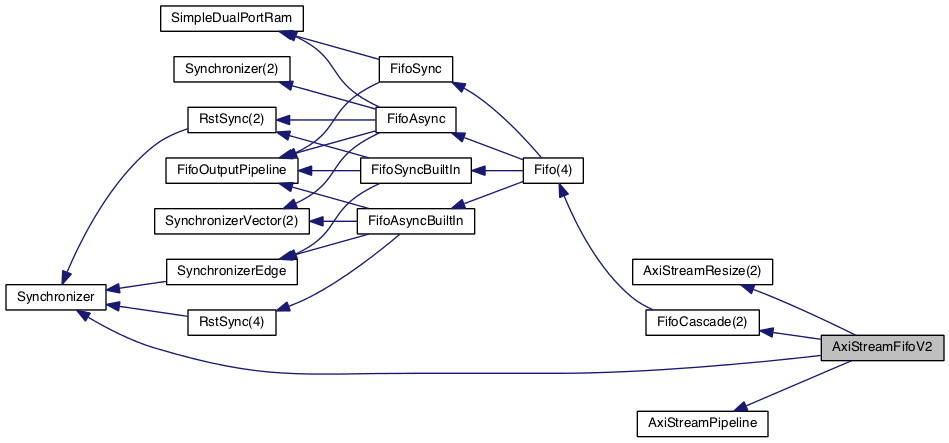 SimpleDualPortRam
Synchronizer(2)
FifoSync
RstSync(2)
FifoAsync
FifoOutputPipeline
FifoSyncBuiltIn
Fifo(4)
SynchronizerVector(2)
FifoAsyncBuiltIn
SynchronizerEdge
AxiStreamResize(2)
Synchronizer
RstSync(4)
FifoCascade(2)
AxiStreamFifoV2
AxiStreamPipeline